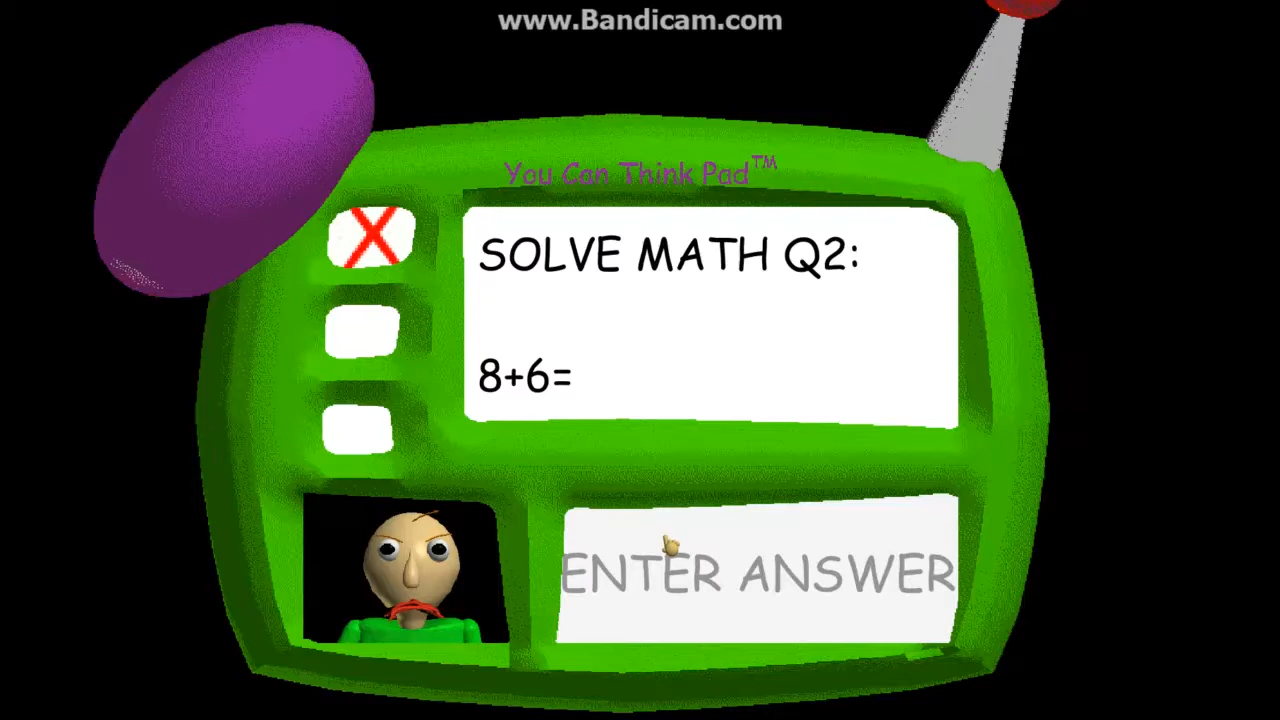 www.Bandicam.com
You Can Think Pad™
SOLVE MATH Q2:
8+6=
ENTER ANSWER